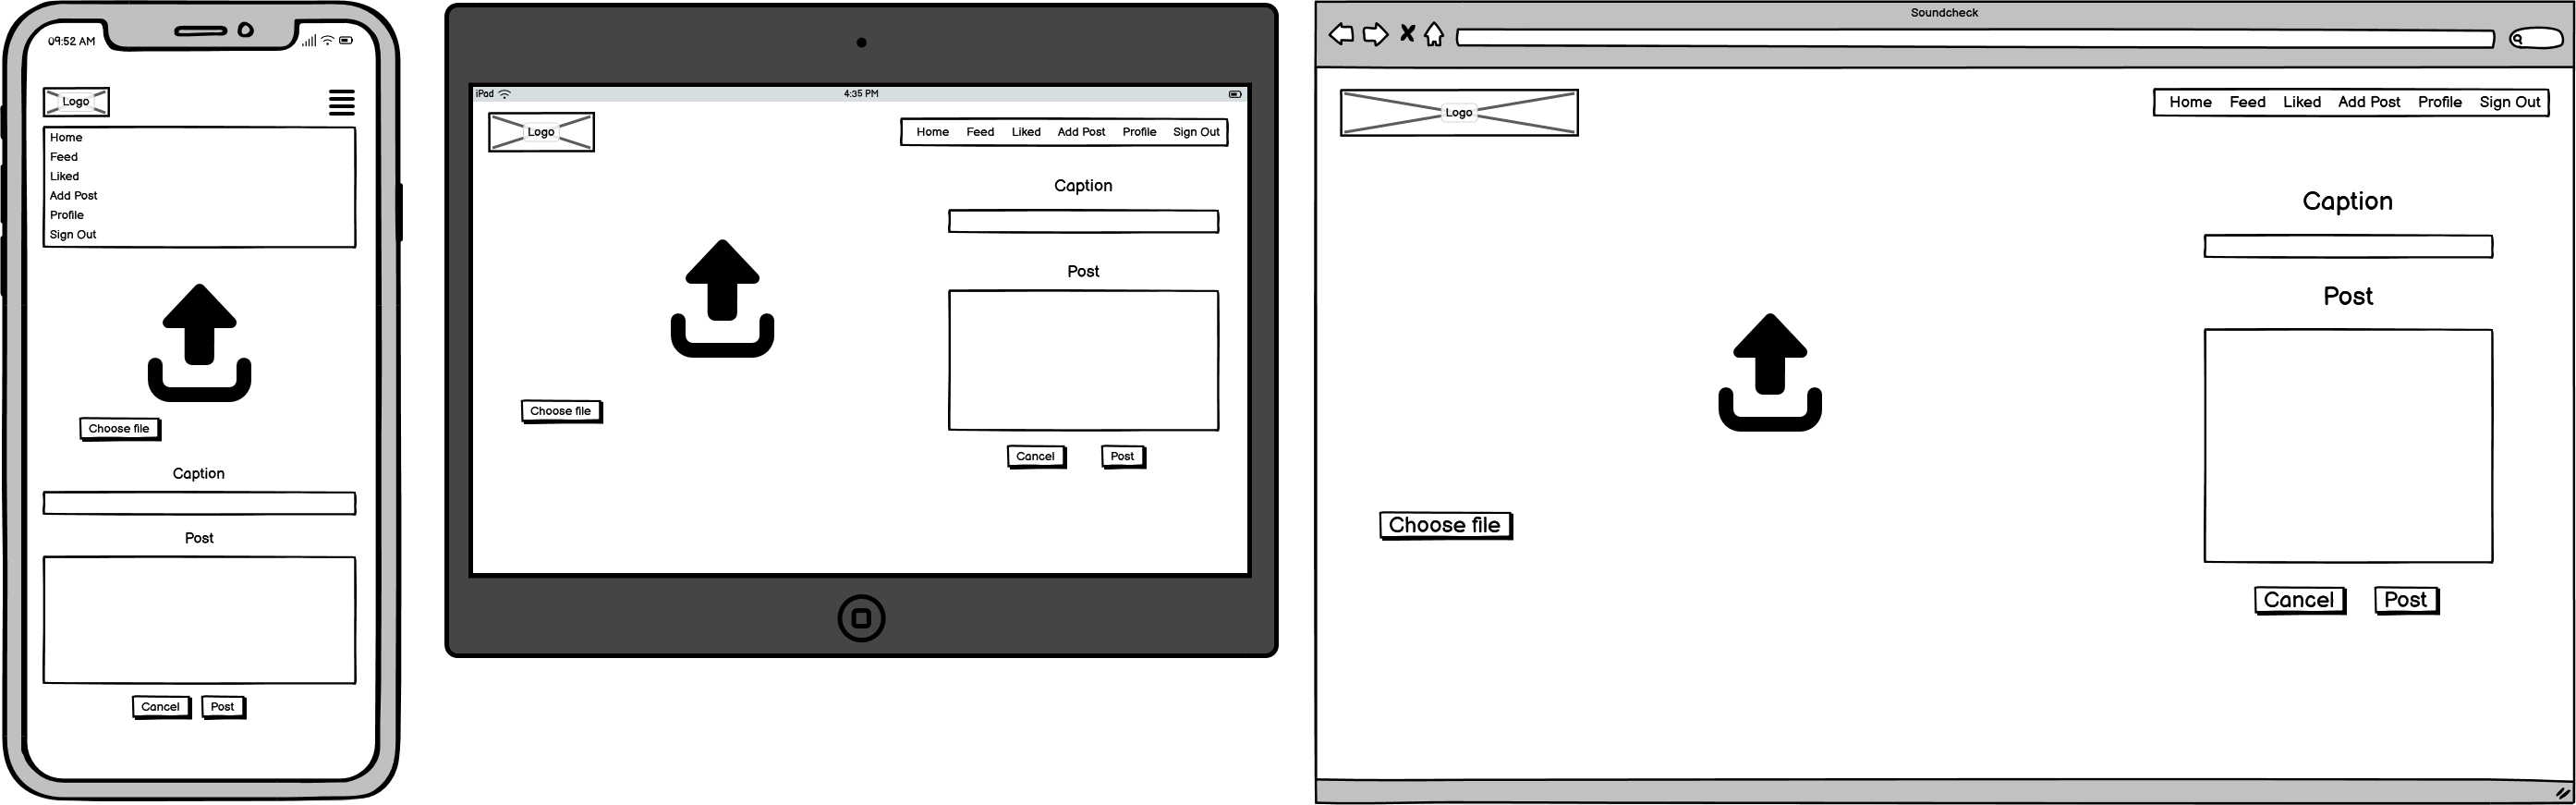 09:52 AM
Logo
Home
Feed
Liked
Add Post
Profile
Sign Out
Choose file
Caption
Post
Cancel Post
iPad 4:35 PM
Logo
Home Feed Liked Add Post Profile Sign Out
Caption
Post
Choose file
Cancel Post
Soundcheck
Logo
Home Feed Liked Add Post Profile Sign Out
Caption
Post
Choose file
Cancel Post